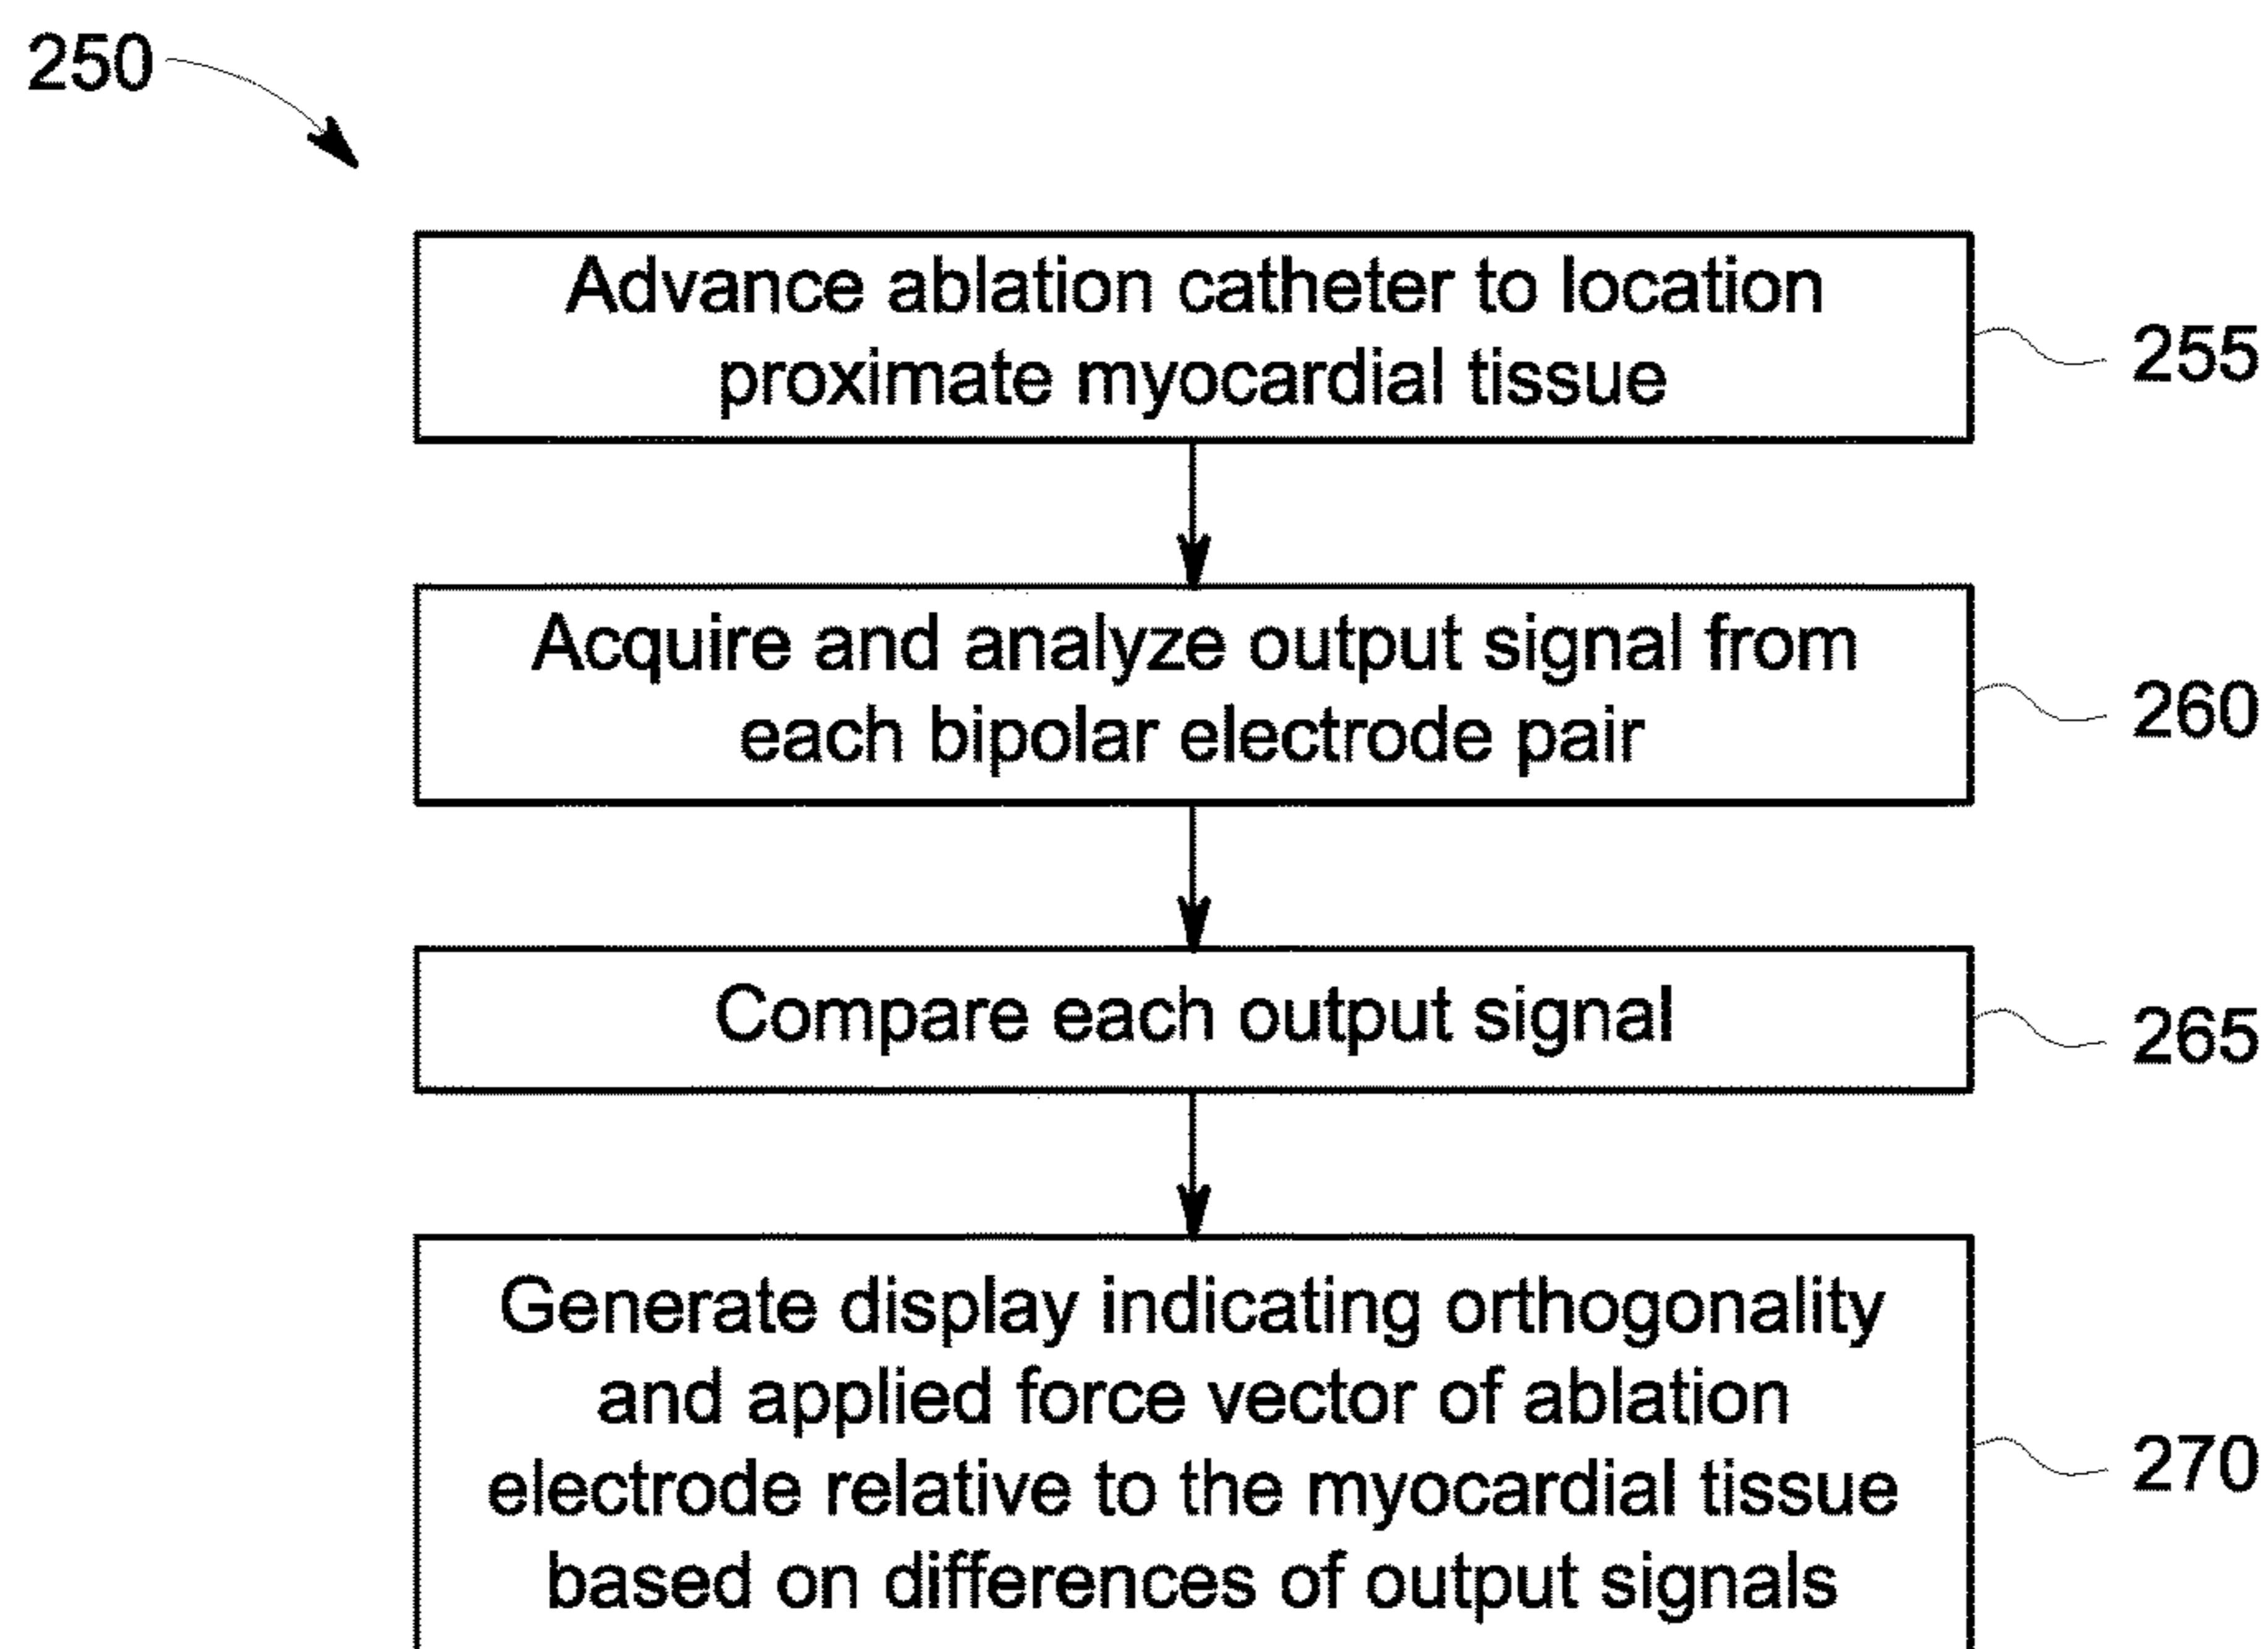 250
Advance ablation catheter to location
proximate myocardial tissue
255
Acquire and analyze output signal from
each bipolar electrode pair
260
Compare each output signal
265
Generate display indicating orthogonality
and applied force vector of ablation
electrode relative to the myocardial tissue
based on differences of output signals
270